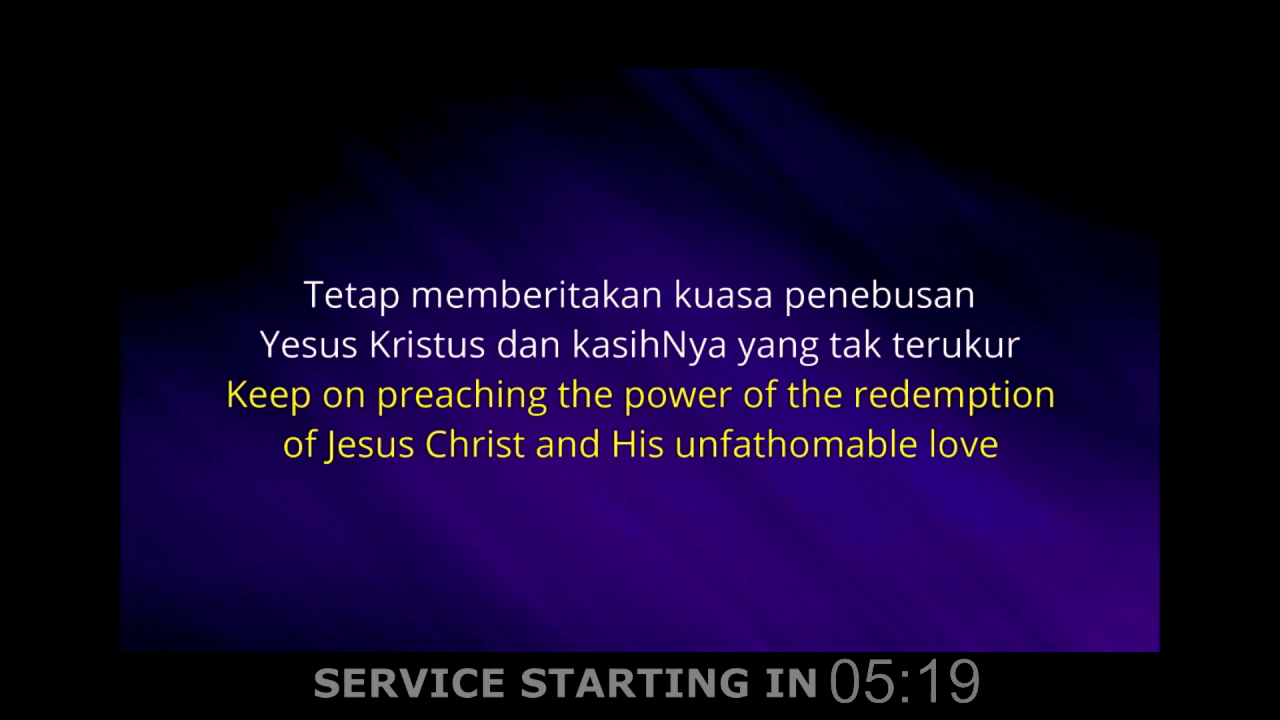 Tetap memberitakan kuasa penebusan
Yesus Kristus dan kasihNya yang tak terukur
Keep on preaching the power of the redemption
of Jesus Christ and His unfathomable love
SERVICE STARTING IN 05:19